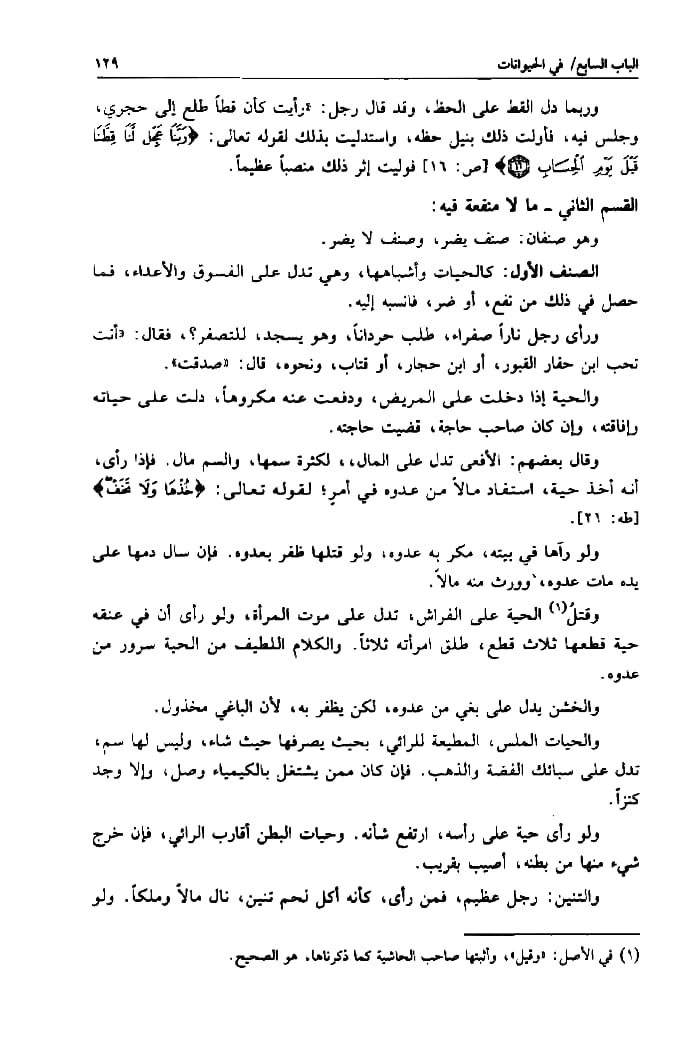 الباب السابع/ في الحيوانات ١٢٩
وربما دل القط على الحظ، وقد قال رجل: «رأيت كأن قطاً طلع إلى حجري،
وجلس فيه، فأولت ذلك بنيل حظه، واستدليت بذلك لقوله تعالى: ﴿رَبَّنَا عَجِّل لَّنَا قِطَّنَا
قَبْلَ يَوْمِ الْحِسَابِ ۝١٦﴾ [ص: ١٦] فوليت إثر ذلك منصباً عظيماً.
القسم الثاني ـ ما لا منفعة فيه:
وهو صنفان: صنف يضر، وصنف لا يضر.
الصنف الأول: كالحيات وأشباهها، وهي تدل على الفسوق والأعداء، فما
حصل في ذلك من نفع، أو ضر، فانسبه إليه.
ورأى رجل ناراً صفراء، طلب حرداناً، وهو يسجد، للتصفر؟، فقال: «أنت
تحب ابن حفار القبور، أو ابن حجار، أو قتاب، ونحوه، قال: «صدقت».
والحية إذا دخلت على المريض، ودفعت عنه مكروهاً، دلت على حياته
وإفاقته، وإن كان صاحب حاجة، قضيت حاجته.
وقال بعضهم: الأفعى تدل على المال،، لكثرة سمها، والسم مال. فإذا رأى،
أنه أخذ حية، استفاد مالاً من عدوه في أمرٍ؛ لقوله تعالى: ﴿خُذْهَا وَلَا تَخَفْ﴾
[طه: ٢١].
ولو رآها في بيته، مكر به عدوه، ولو قتلها ظفر بعدوه. فإن سال دمها على
يده مات عدوه، وورث منه مالاً.
وقتلُ(١) الحية على الفراش، تدل على موت المرأة، ولو رأى أن في عنقه
حية قطعها ثلاث قطع، طلق امرأته ثلاثاً. والكلام اللطيف من الحية سرور من
عدوه.
والخشن يدل على بغي من عدوه، لكن يظفر به، لأن الباغي مخذول.
والحيات الملس، المطيعة للرائي، بحيث يصرفها حيث شاء، وليس لها سم،
تدل على سبائك الفضة والذهب. فإن كان ممن يشتغل بالكيمياء وصل، وإلا وجد
كنزاً.
ولو رأى حية على رأسه، ارتفع شأنه. وحيات البطن أقارب الرائي، فإن خرج
شيء منها من بطنه، أصيب بقريب.
والتنين: رجل عظيم، فمن رأى، كأنه أكل لحم تنين، نال مالاً وملكاً. ولو
(١) في الأصل: «وقيل»، وأثبتها صاحب الحاشية كما ذكرناها، هو الصحيح.